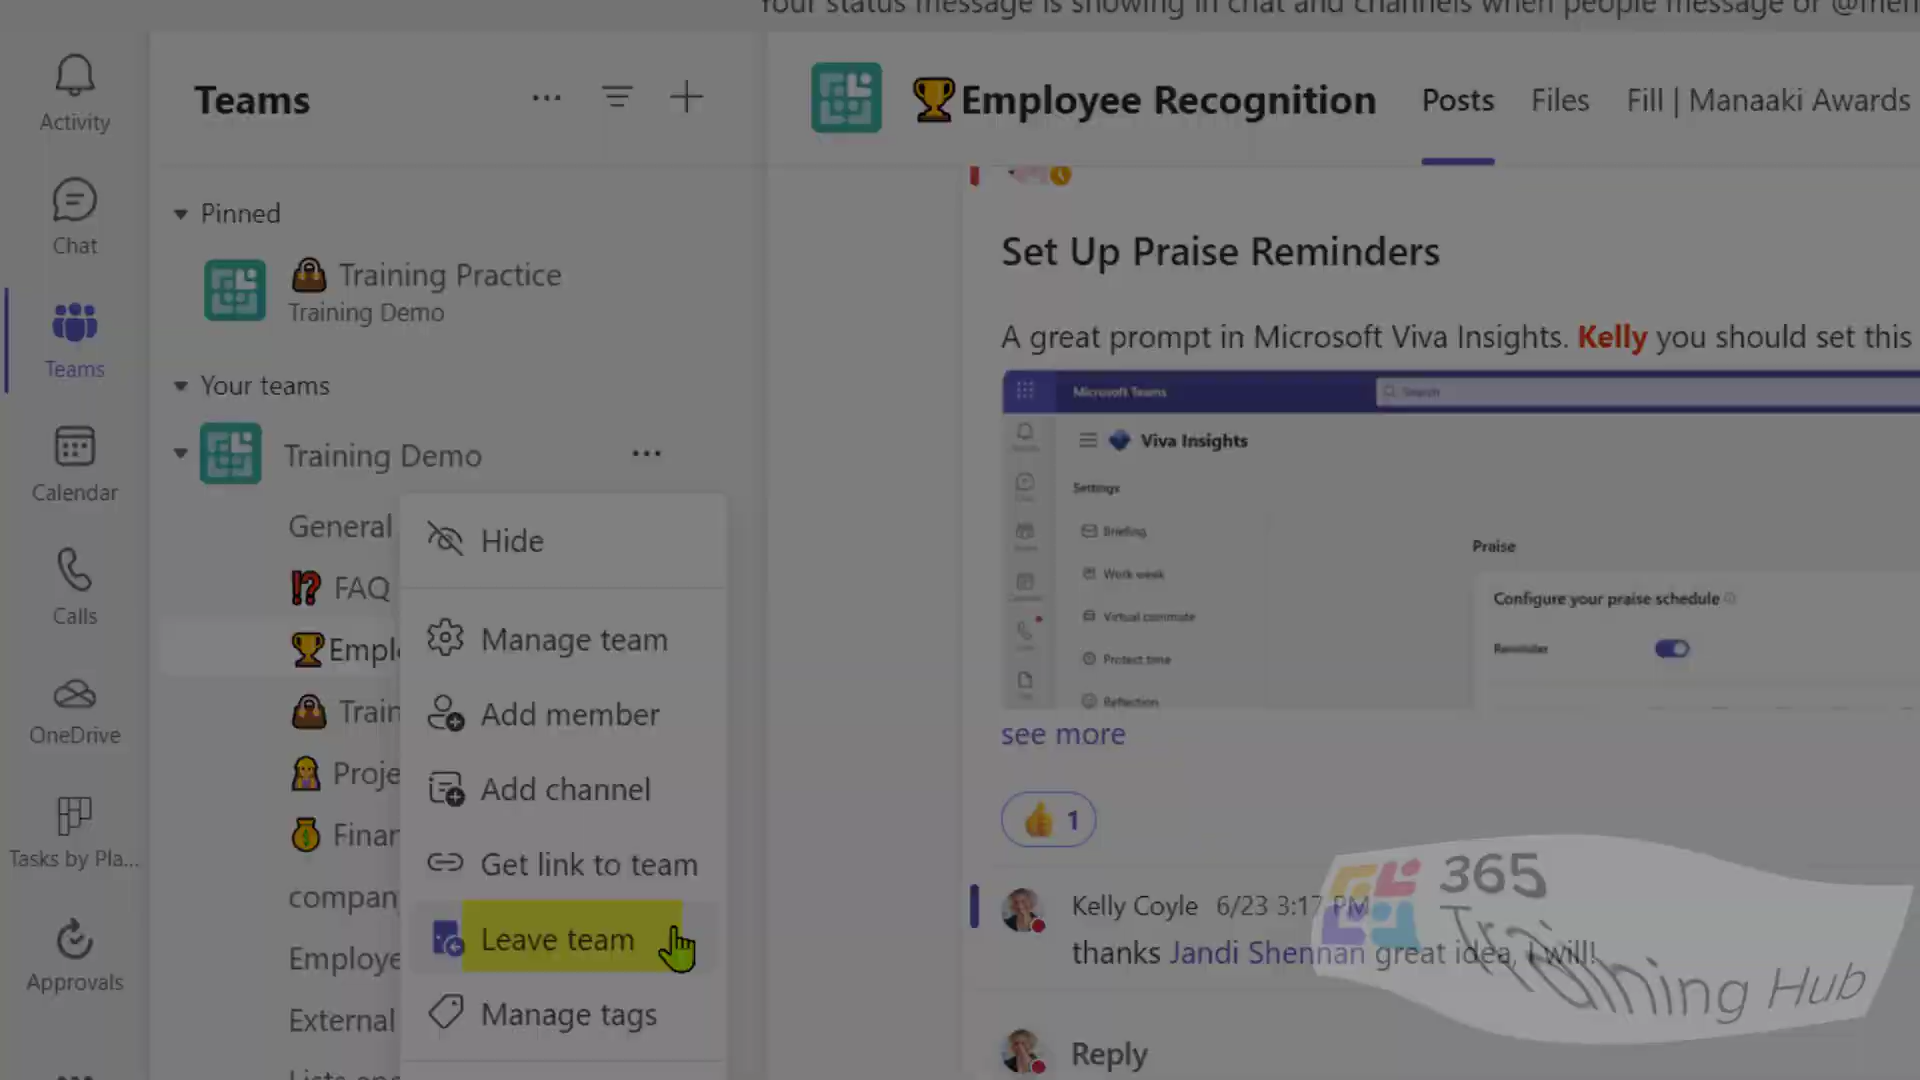 Your status message is showing in chat and channels when people message or
Activity
Chat
Teams
Calendar
Calls
OneDrive
Tasks by Pla...
Approvals
Teams
Pinned
Training Practice
Training Demo
Your teams
Training Demo
General
FAQ
Emplo
Train
Proje
Finan
compan
Employe
External
Hide
Manage team
Add member
Add channel
Get link to team
Leave team
Manage tags
Employee Recognition
Posts
Files
Fill | Manaaki Awards
Set Up Praise Reminders
A great prompt in Microsoft Viva Insights. Kelly you should set this
Microsoft Teams
Search
Viva Insights
Settings
Briefing
Work week
Virtual commute
Protect time
Reflection
Praise
Configure your praise schedule
Reminder
see more
1
Kelly Coyle 6/23 3:17 PM
thanks Jandi Shennan great idea, I will!
Reply
365
Training Hub